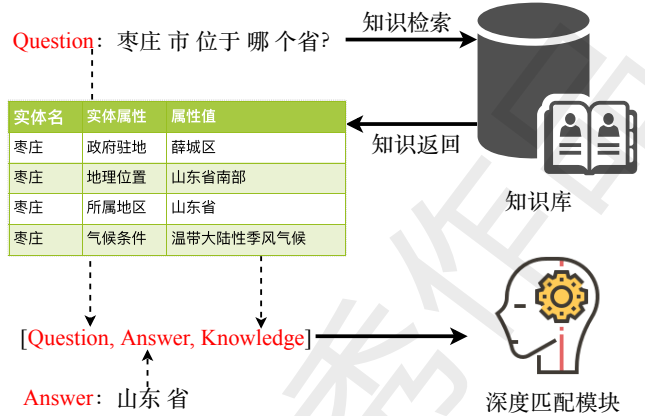 Question：枣庄 市 位于 哪 个省?
知识检索
实体名 实体属性 属性值
枣庄 政府驻地 薛城区
枣庄 地理位置 山东省南部
枣庄 所属地区 山东省
枣庄 气候条件 温带大陆性季风气候
知识返回
知识库
[Question, Answer, Knowledge]
Answer：山东 省
深度匹配模块
秀作品